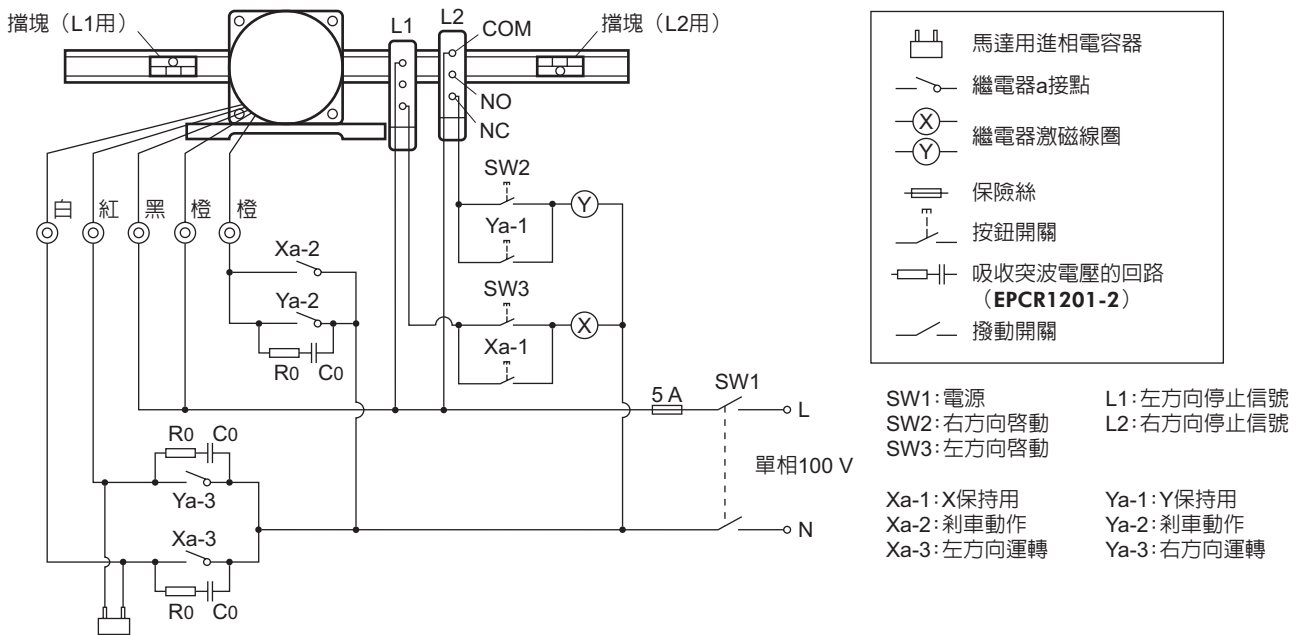 擋塊（L1用）
L1
L2
COM
擋塊（L2用）
NO
NC
白
紅
黑
橙
橙
SW2
Y
Ya-1
Xa-2
Ya-2
R0
C0
SW3
X
Xa-1
5 A
SW1
L
單相100 V
N
R0
C0
Ya-3
Xa-3
R0
C0
馬達用進相電容器
繼電器a接點
X
Y
繼電器激磁線圈
保險絲
按鈕開關
吸收突波電壓的回路
（EPCR1201-2）
撥動開關
SW1：電源
SW2：右方向啓動
SW3：左方向啓動
L1：左方向停止信號
L2：右方向停止信號
Xa-1：X保持用
Xa-2：剎車動作
Xa-3：左方向運轉
Ya-1：Y保持用
Ya-2：剎車動作
Ya-3：右方向運轉